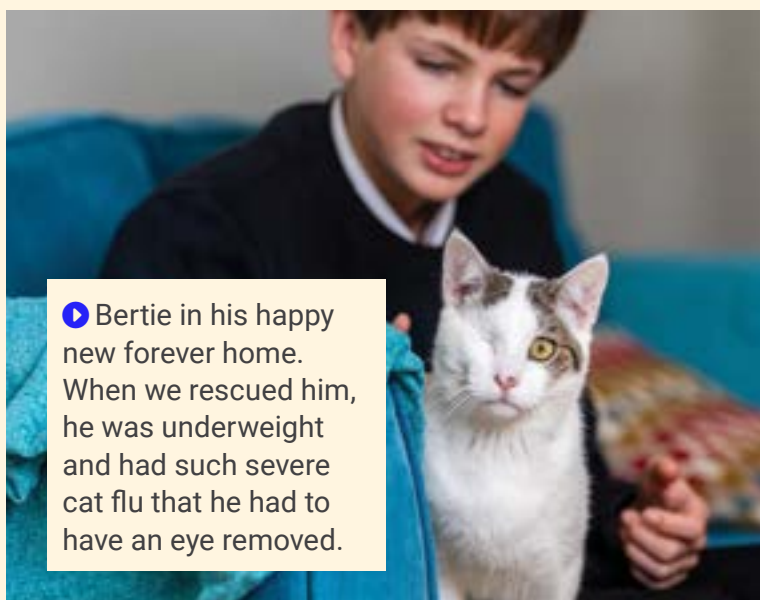 Bertie in his happy
new forever home.
When we rescued him,
he was underweight
and had such severe
cat flu that he had to
have an eye removed.